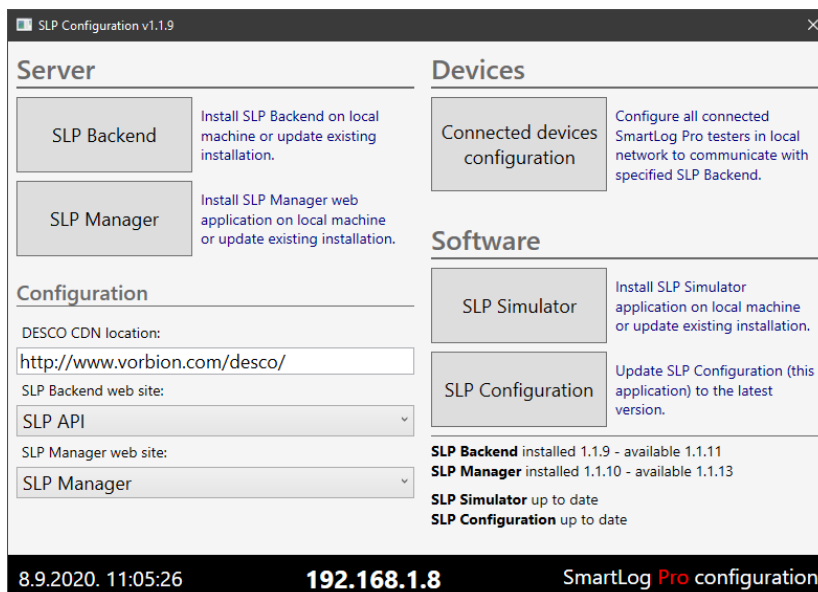 SLP Configuration v1.1.9
Server
SLP Backend
Install SLP Backend on local
machine or update existing
installation.
SLP Manager
Install SLP Manager web
application on local machine
or update existing installation.
Configuration
DESCO CDN location:
http://www.vorbion.com/desco/
SLP Backend web site:
SLP API
SLP Manager web site:
SLP Manager
Devices
Connected devices
configuration
Configure all connected
SmartLog Pro testers in local
network to communicate with
specified SLP Backend.
Software
SLP Simulator
Install SLP Simulator
application on local machine
or update existing installation.
SLP Configuration
Update SLP Configuration (this
application) to the latest
version.
SLP Backend installed 1.1.9 - available 1.1.11
SLP Manager installed 1.1.10 - available 1.1.13
SLP Simulator up to date
SLP Configuration up to date
8.9.2020. 11:05:26
192.168.1.8
SmartLog Pro configuration